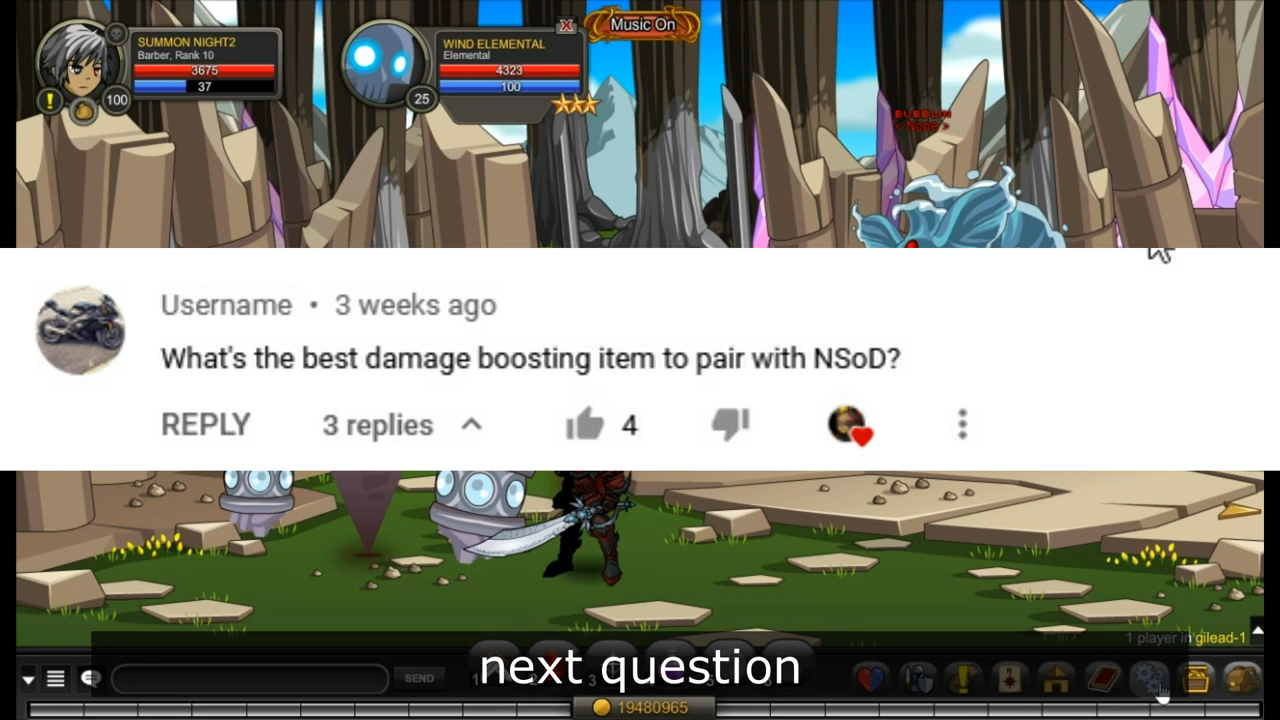 Music On
SUMMON NIGHT2
Barber, Rank 10
3675
37
100
WIND ELEMENTAL
Elemental
4323
100
25
X
BUBBLIN
< None >
Username • 3 weeks ago
What's the best damage boosting item to pair with NSoD?
REPLY 3 replies 4
1 player in gilead-1
next question
SEND
19480965